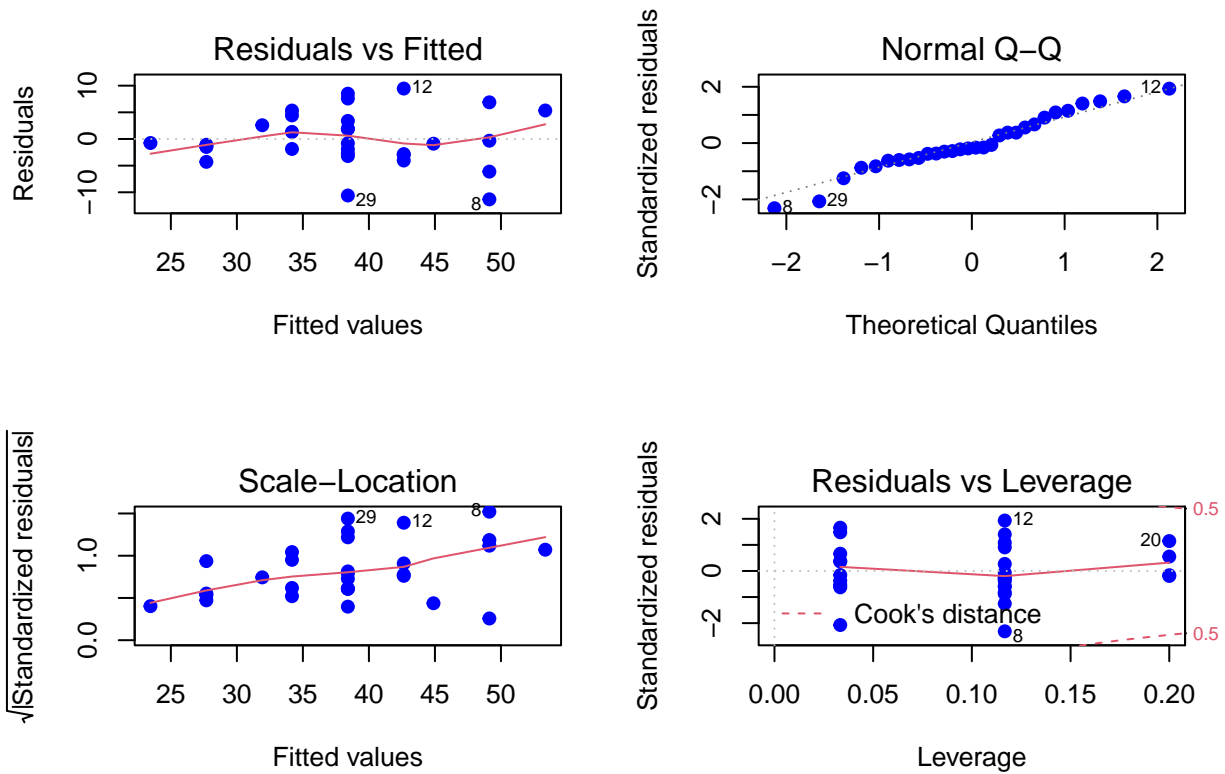 Residuals vs Fitted
Residuals
−10 0 10
12
29
8
25 30 35 40 45 50
Fitted values
Normal Q−Q
Standardized residuals
−2 0 2
12
8
29
−2 −1 0 1 2
Theoretical Quantiles
Scale−Location
√|Standardized residuals|
0.0 1.0
29
12
8
25 30 35 40 45 50
Fitted values
Residuals vs Leverage
Standardized residuals
−2 0 2
12
20
8
0.5
0.5
Cook's distance
0.00 0.05 0.10 0.15 0.20
Leverage